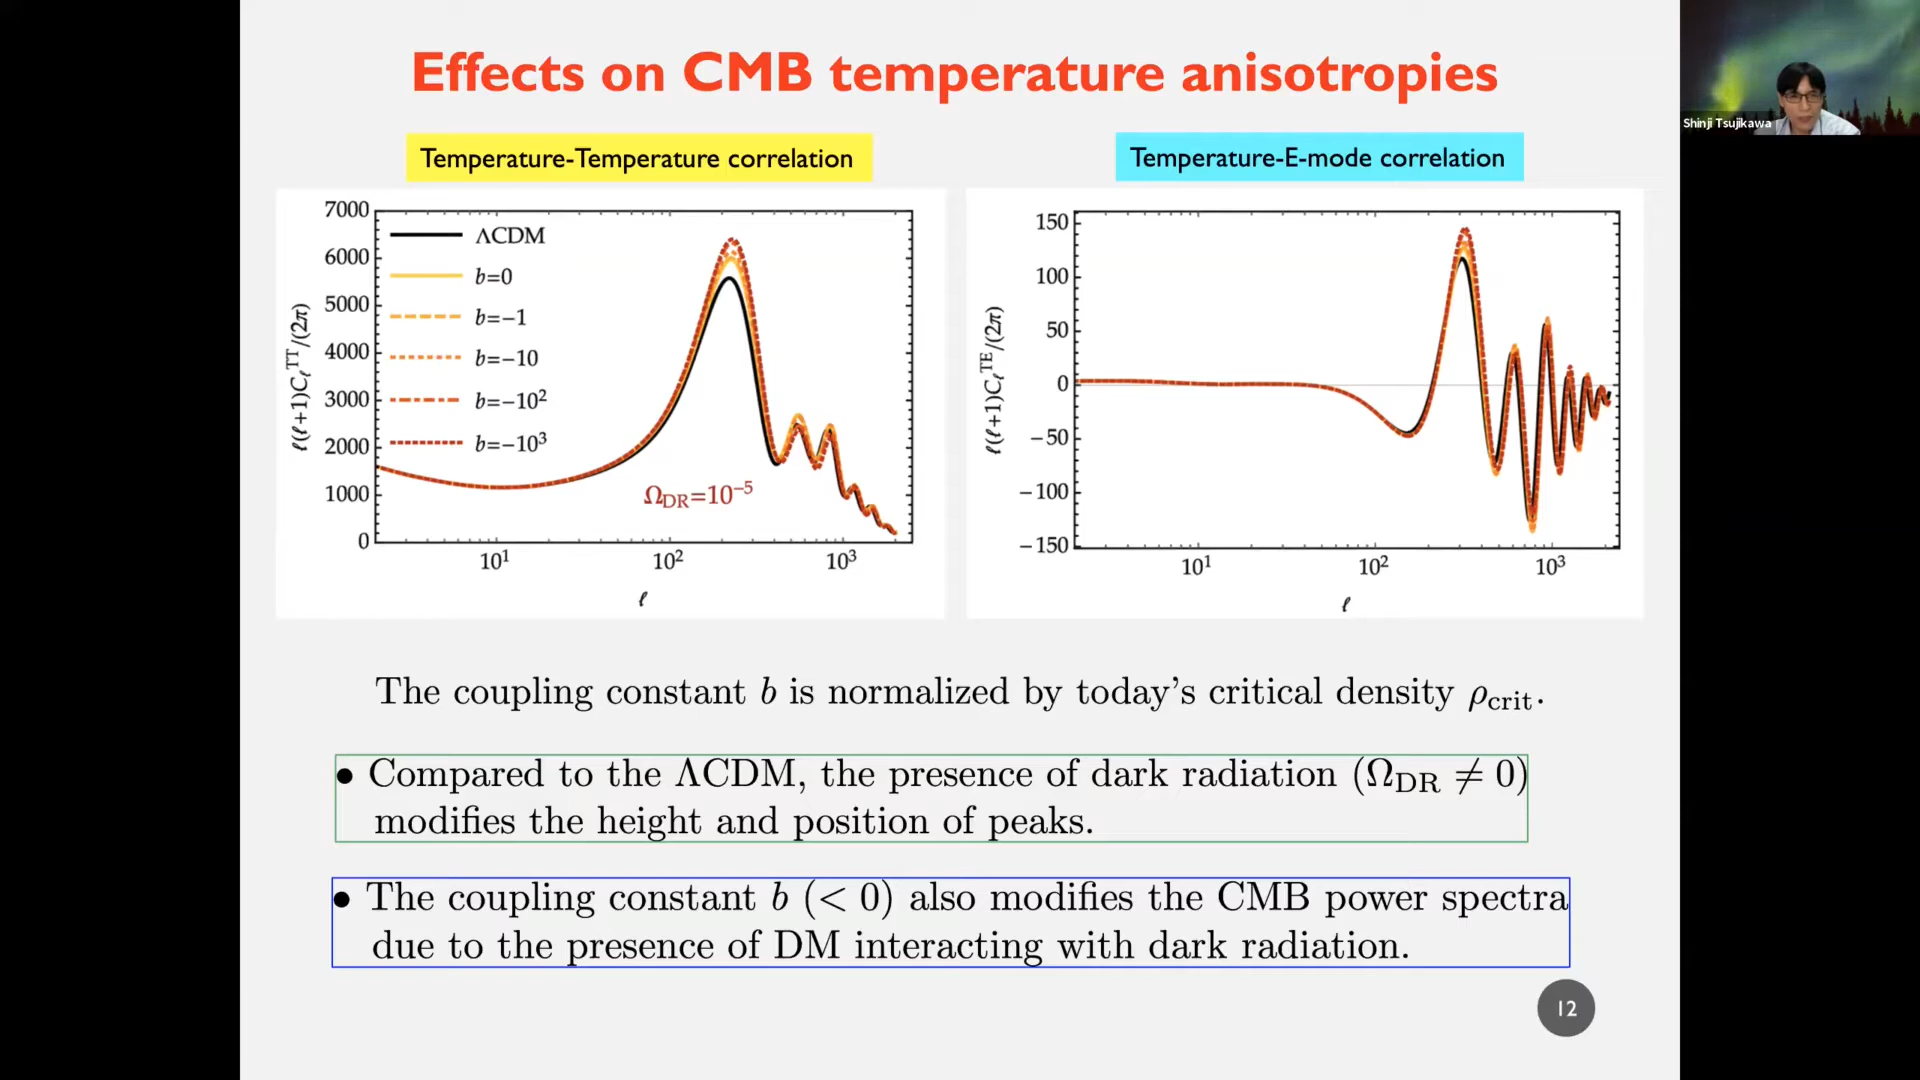 Effects on CMB temperature anisotropies
Shinji Tsujikawa
Temperature-Temperature correlation
Temperature-E-mode correlation
7000
6000
5000
4000
3000
2000
1000
0
ℓ(ℓ+1)Cℓ^TT/(2π)
ΛCDM
b=0
b=−1
b=−10
b=−10²
b=−10³
Ω_DR=10⁻⁵
10¹ 10² 10³
ℓ
150
100
50
0
−50
−100
−150
ℓ(ℓ+1)Cℓ^TE/(2π)
10¹ 10² 10³
ℓ
The coupling constant b is normalized by today's critical density ρ_crit.
• Compared to the ΛCDM, the presence of dark radiation (Ω_DR ≠ 0)
modifies the height and position of peaks.
• The coupling constant b (< 0) also modifies the CMB power spectra
due to the presence of DM interacting with dark radiation.
12